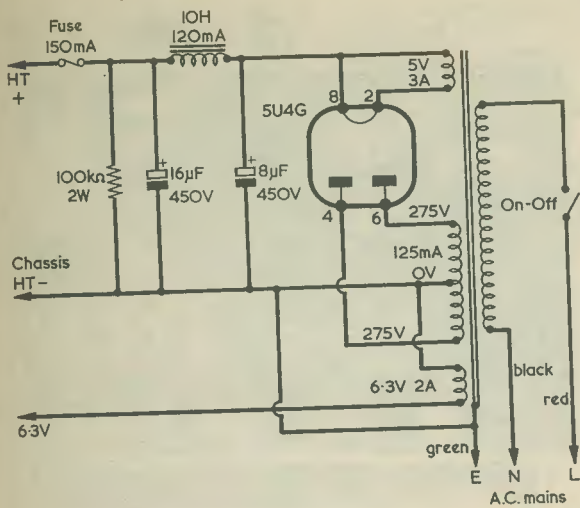 Fuse
150mA
HT
+
10H
120mA
5V
3A
8
2
5U4G
100kΩ
2W
+
16μF
450V
+
8μF
450V
4
6
275V
125mA
0V
On-Off
Chassis
HT-
275V
6·3V 2A
6·3V
black
red
green
E
N
L
A.C. mains